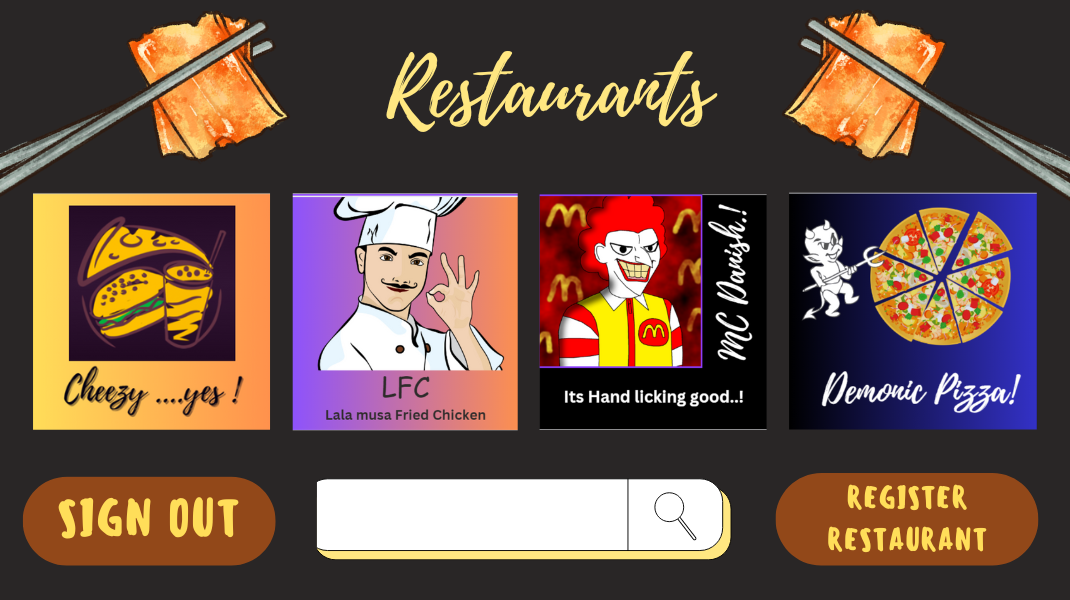 Restaurants
Cheezy ....yes !
LFC
Lala musa Fried Chicken
MC Danish.!
Its Hand licking good..!
Demonic Pizza!
SIGN OUT
REGISTER
RESTAURANT